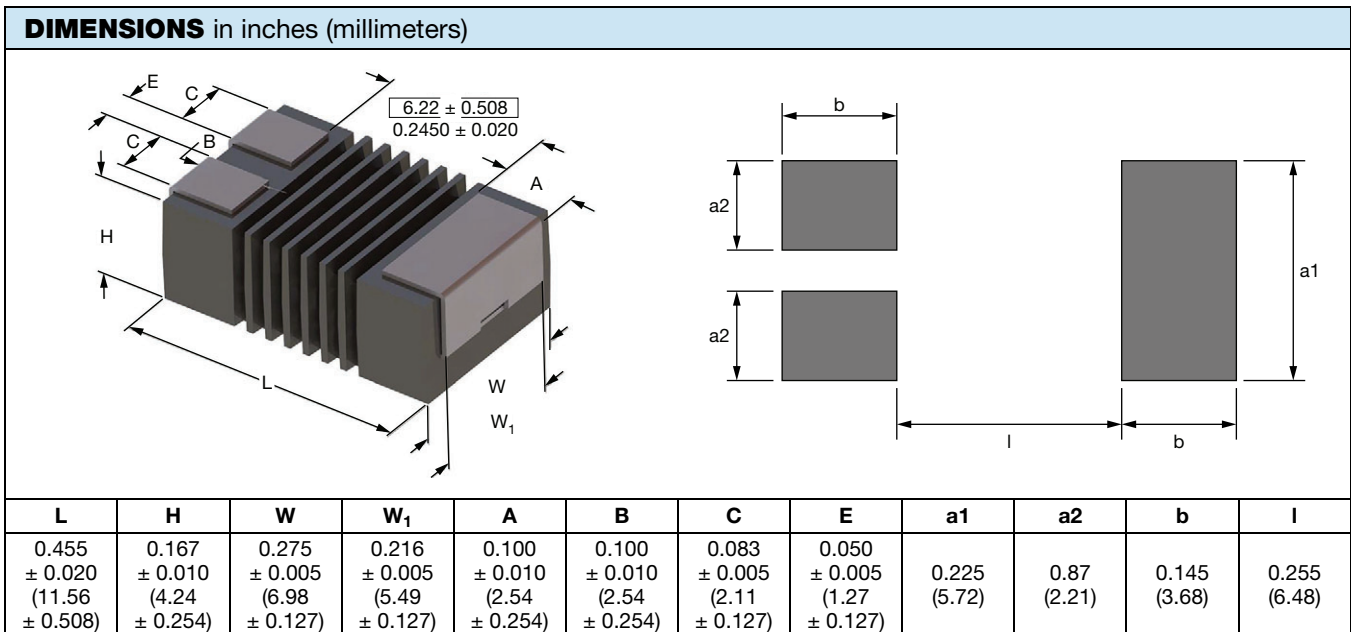 DIMENSIONS in inches (millimeters)
E
C
C
B
6.22 ± 0.508
0.2450 ± 0.020
A
H
L
W
W1
b
a2
a2
a1
l
b
L H W W1 A B C E a1 a2 b l
0.455 0.167 0.275 0.216 0.100 0.100 0.083 0.050
± 0.020 ± 0.010 ± 0.005 ± 0.005 ± 0.010 ± 0.010 ± 0.005 ± 0.005 0.225 0.87 0.145 0.255
(11.56 (4.24 (6.98 (5.49 (2.54 (2.54 (2.11 (1.27 (5.72) (2.21) (3.68) (6.48)
± 0.508) ± 0.254) ± 0.127) ± 0.127) ± 0.254) ± 0.254) ± 0.127) ± 0.127)